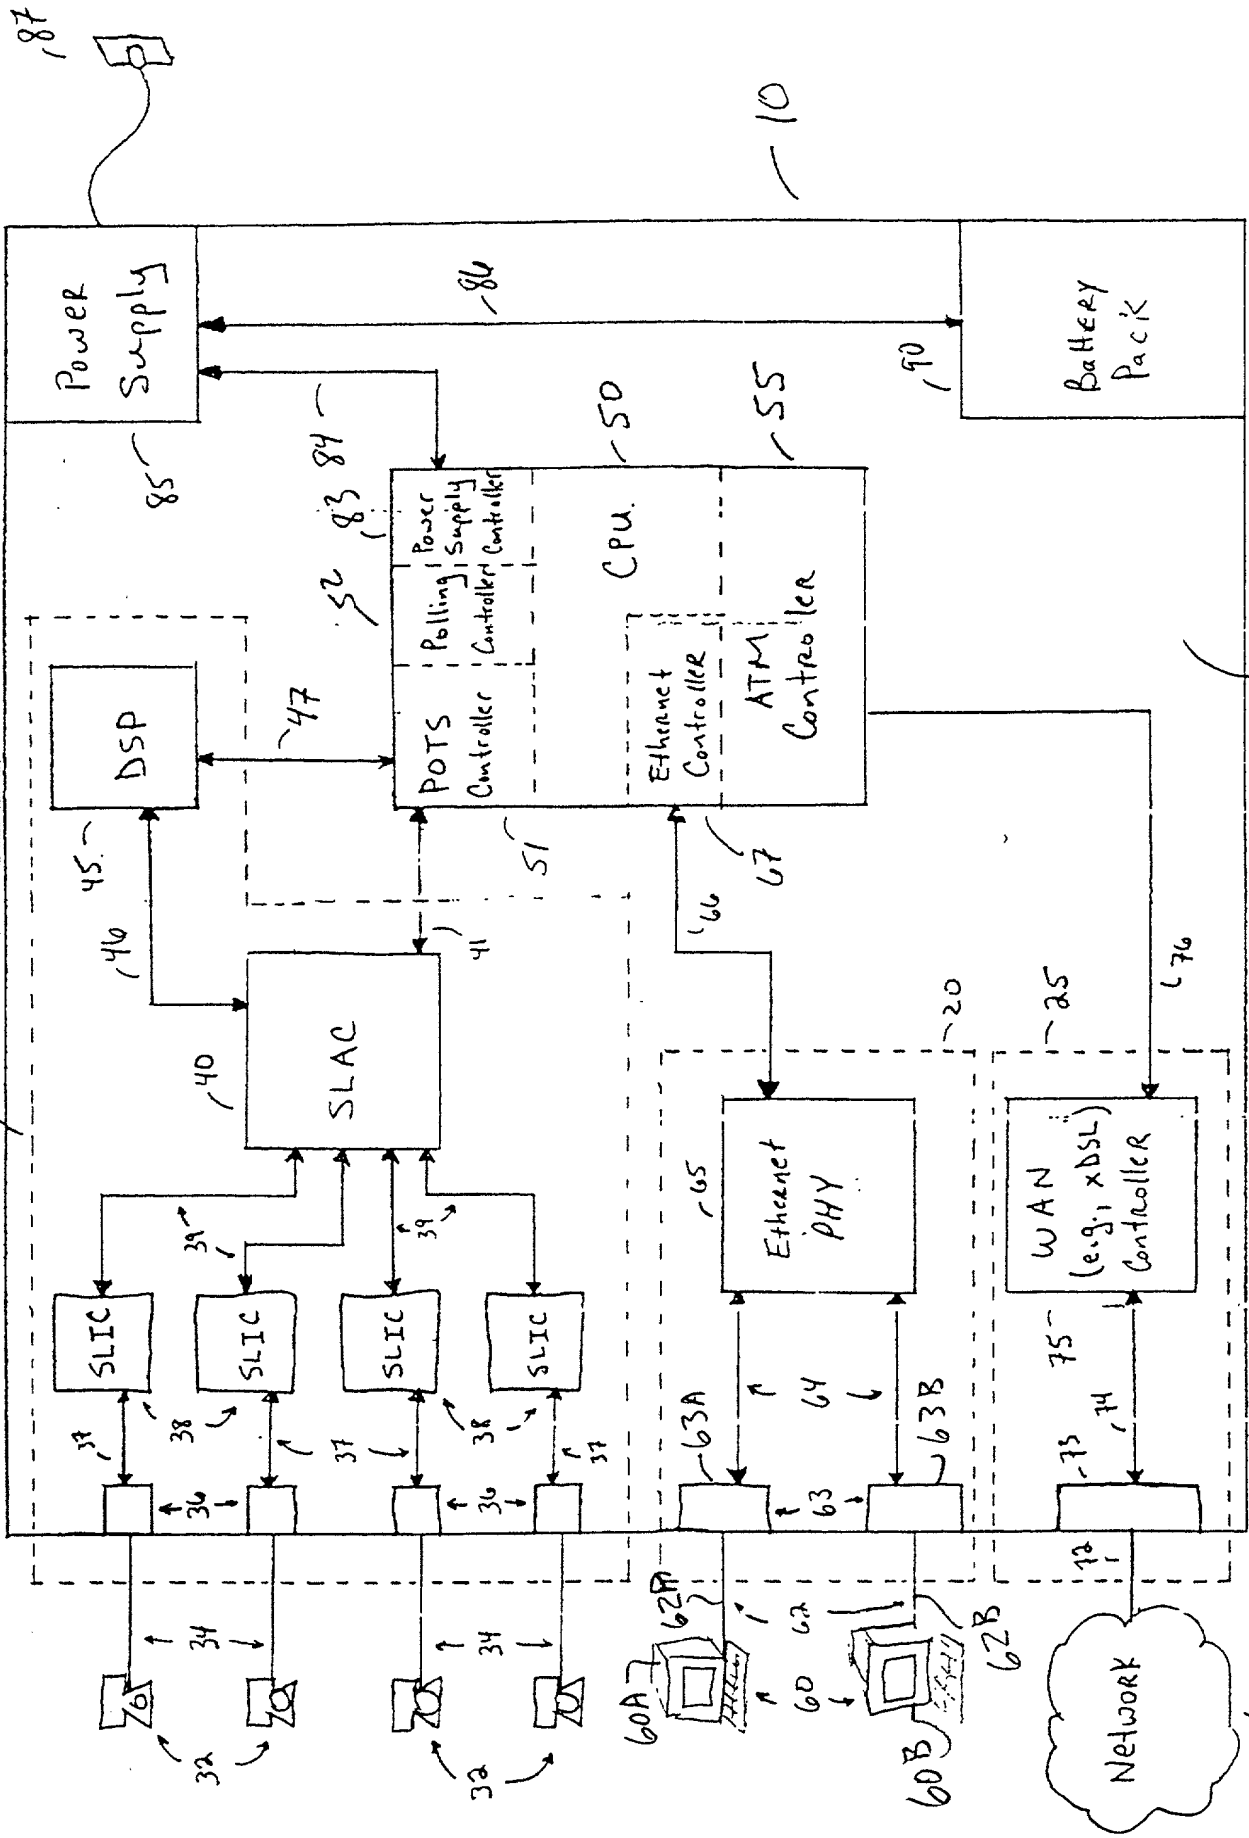 32
32
34
34
36
36
37
37
37
38
38
SLIC
SLIC
SLIC
SLIC
39
39
40
SLAC
41
45
46
DSP
47
POTS
Controller
51
Polling
Controller
52
Power
Supply
Controller
83
84
CPU
50
Ethernet
Controller
67
ATM
Controller
55
Power
Supply
85
86
87
Battery
Pack
90
10
60A
60
60B
62A
62
62B
63A
63
63B
64
65
Ethernet
PHY
66
20
Network
72
73
74
75
WAN
(e.g., xDSL)
Controller
76
25